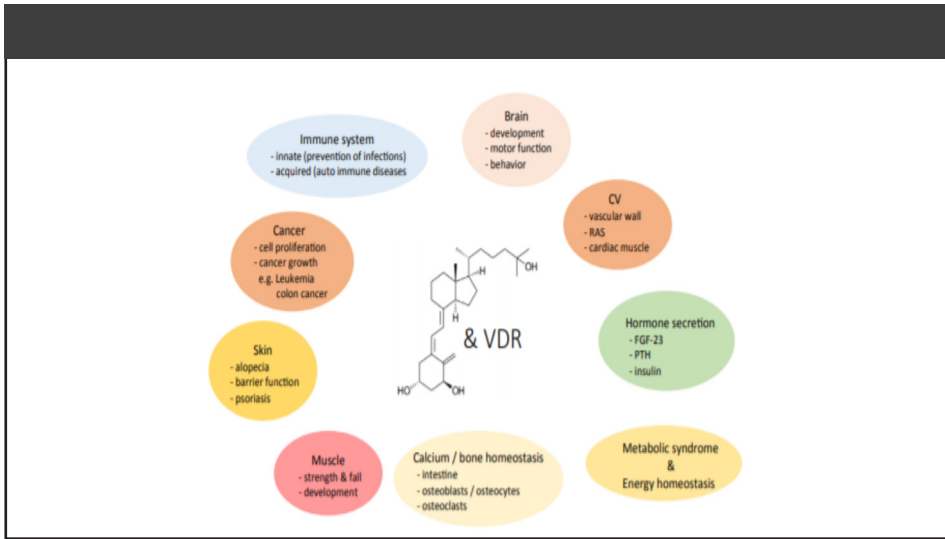 Immune system
- innate (prevention of infections)
- acquired (auto immune diseases
Brain
- development
- motor function
- behavior
CV
- vascular wall
- RAS
- cardiac muscle
Cancer
- cell proliferation
- cancer growth
e.g. Leukemia
colon cancer
H
OH
H
& VDR
HO
OH
Hormone secretion
- FGF-23
- PTH
- insulin
Skin
- alopecia
- barrier function
- psoriasis
Muscle
- strength & fall
- development
Calcium / bone homeostasis
- intestine
- osteoblasts / osteocytes
- osteoclasts
Metabolic syndrome
&
Energy homeostasis